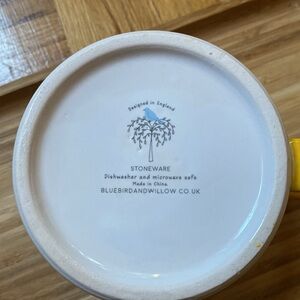 Designed in England
STONEWARE
Dishwasher and microwave safe
Made in China.
BLUEBIRDANDWILLOW.CO.UK